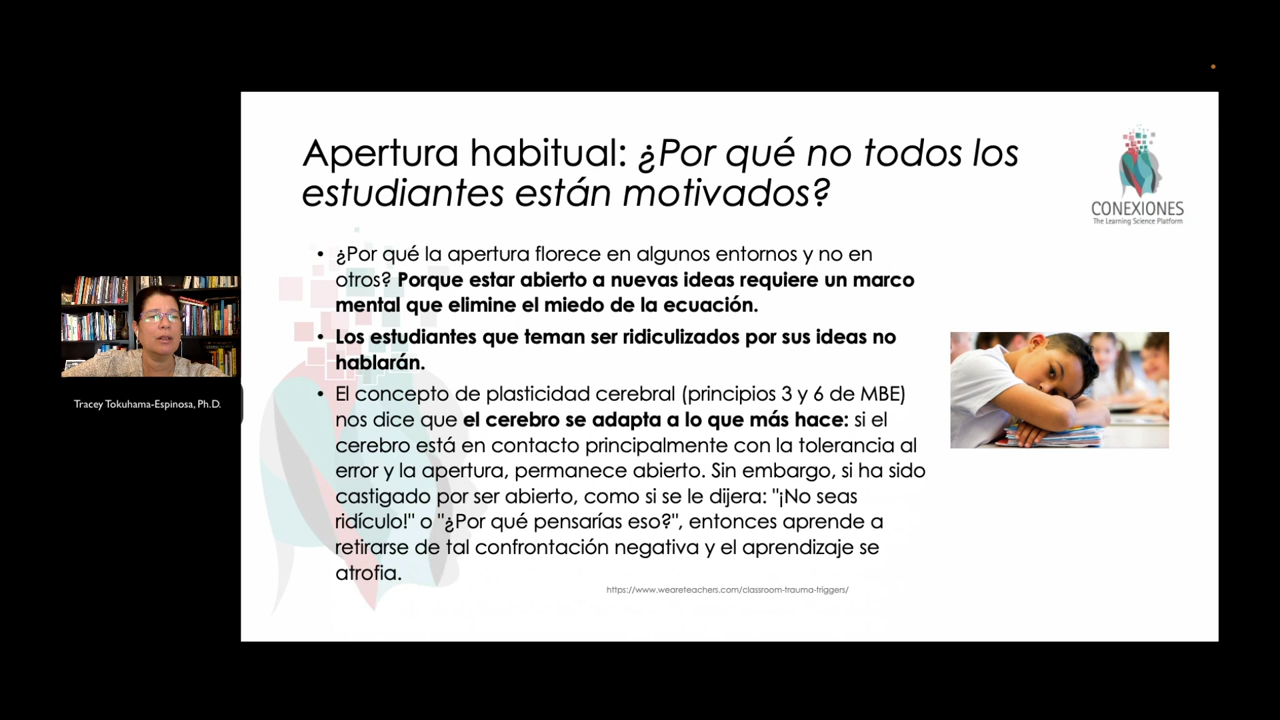 Apertura habitual: ¿Por qué no todos los
estudiantes están motivados?
CONEXIONES
The Learning Science Platform
• ¿Por qué la apertura florece en algunos entornos y no en
otros? Porque estar abierto a nuevas ideas requiere un marco
mental que elimine el miedo de la ecuación.
• Los estudiantes que teman ser ridiculizados por sus ideas no
hablarán.
• El concepto de plasticidad cerebral (principios 3 y 6 de MBE)
nos dice que el cerebro se adapta a lo que más hace: si el
cerebro está en contacto principalmente con la tolerancia al
error y la apertura, permanece abierto. Sin embargo, si ha sido
castigado por ser abierto, como si se le dijera: "¡No seas
ridículo!" o "¿Por qué pensarías eso?", entonces aprende a
retirarse de tal confrontación negativa y el aprendizaje se
atrofia.
https://www.weareteachers.com/classroom-trauma-triggers/
Tracey Tokuhama-Espinosa, Ph.D.